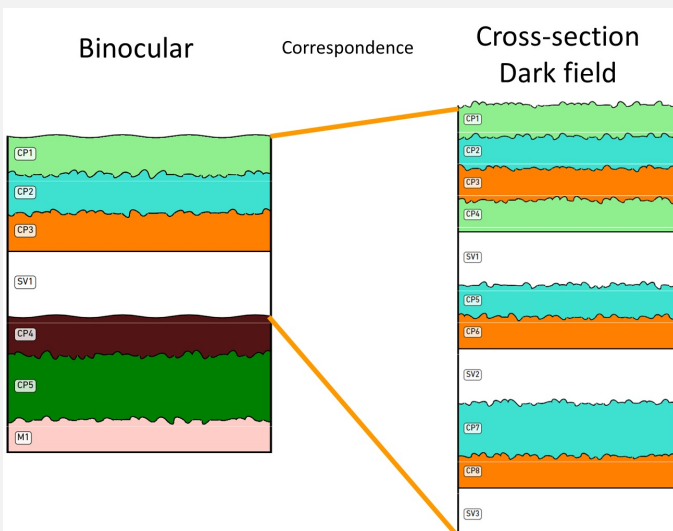 Binocular
Correspondence
Cross-section
Dark field
CP1
CP2
CP3
SV1
CP4
CP5
M1
CP1
CP2
CP3
CP4
SV1
CP5
CP6
SV2
CP7
CP8
SV3